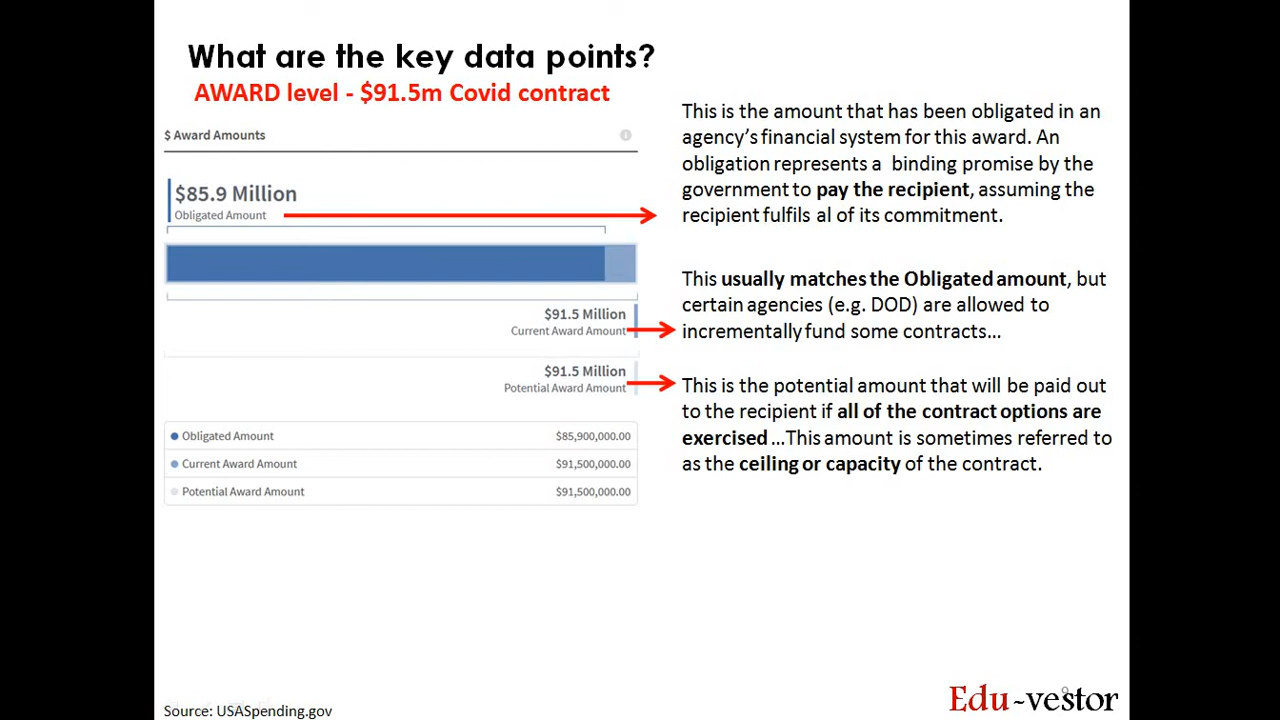 What are the key data points?
AWARD level - $91.5m Covid contract
$ Award Amounts
$85.9 Million
Obligated Amount
$91.5 Million
Current Award Amount
$91.5 Million
Potential Award Amount
Obligated Amount $85,900,000.00
Current Award Amount $91,500,000.00
Potential Award Amount $91,500,000.00
This is the amount that has been obligated in an
agency’s financial system for this award. An
obligation represents a binding promise by the
government to pay the recipient, assuming the
recipient fulfils al of its commitment.
This usually matches the Obligated amount, but
certain agencies (e.g. DOD) are allowed to
incrementally fund some contracts…
This is the potential amount that will be paid out
to the recipient if all of the contract options are
exercised …This amount is sometimes referred to
as the ceiling or capacity of the contract.
Source: USASpending.gov
9
Edu-vestor